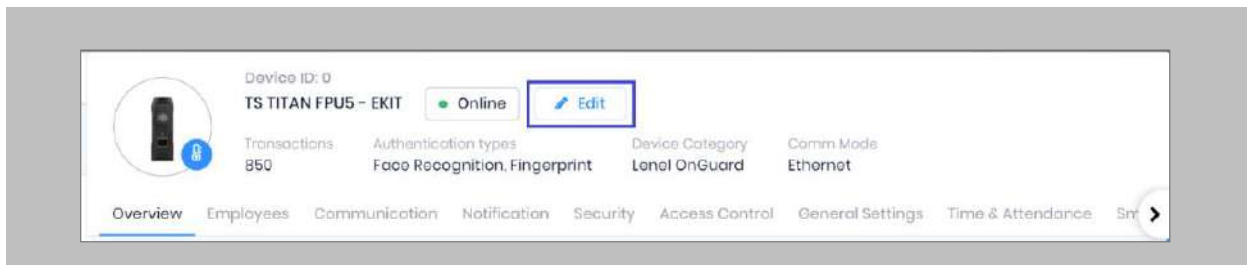 Device ID: 0
TS TITAN FPU5 - EKIT
Online
Edit
Transactions
Authentication types
Device Category
Comm Mode
850
Face Recognition, Fingerprint
Lenel OnGuard
Ethernet
Overview Employees Communication Notification Security Access Control General Settings Time & Attendance Sm